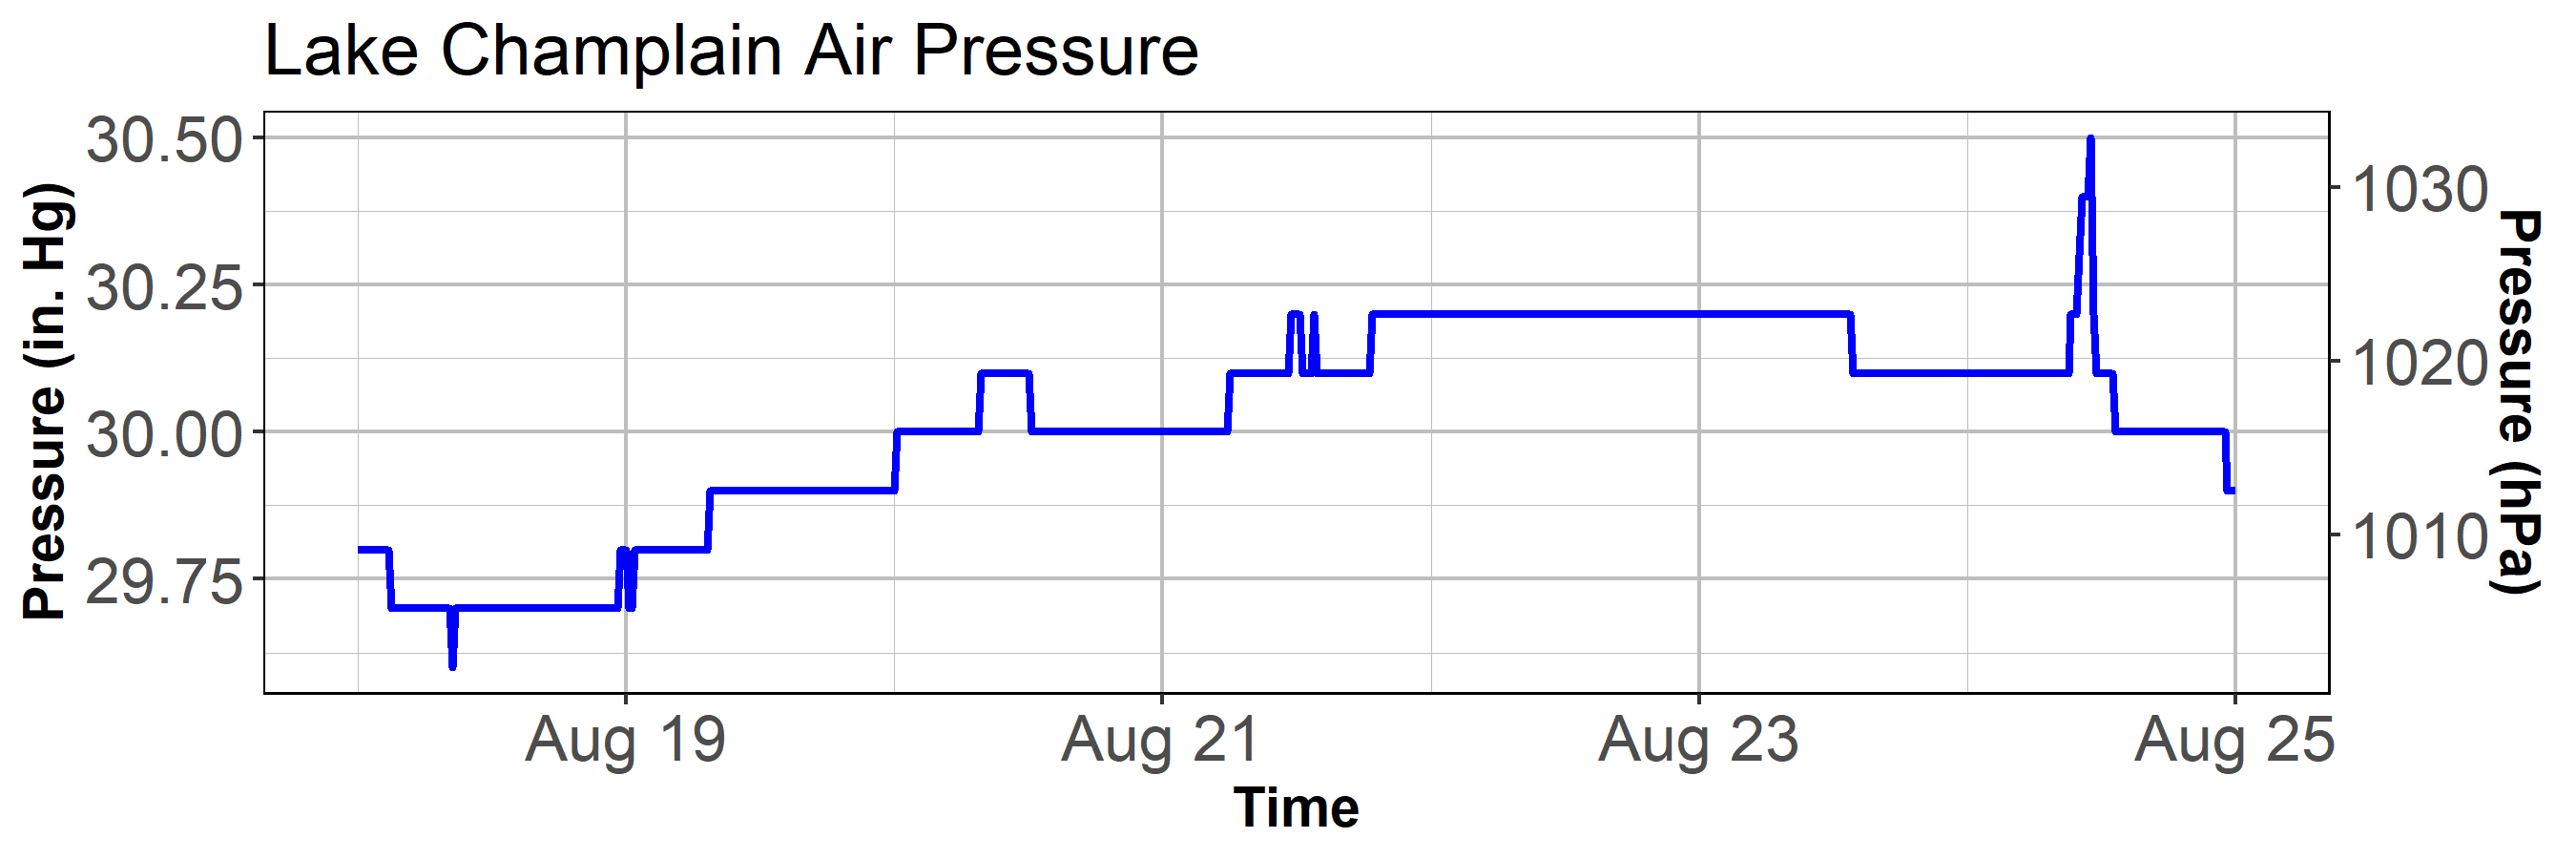 Lake Champlain Air Pressure
Pressure (in. Hg)
30.50
30.25
30.00
29.75
1030
1020
1010
Pressure (hPa)
Aug 19
Aug 21
Aug 23
Aug 25
Time